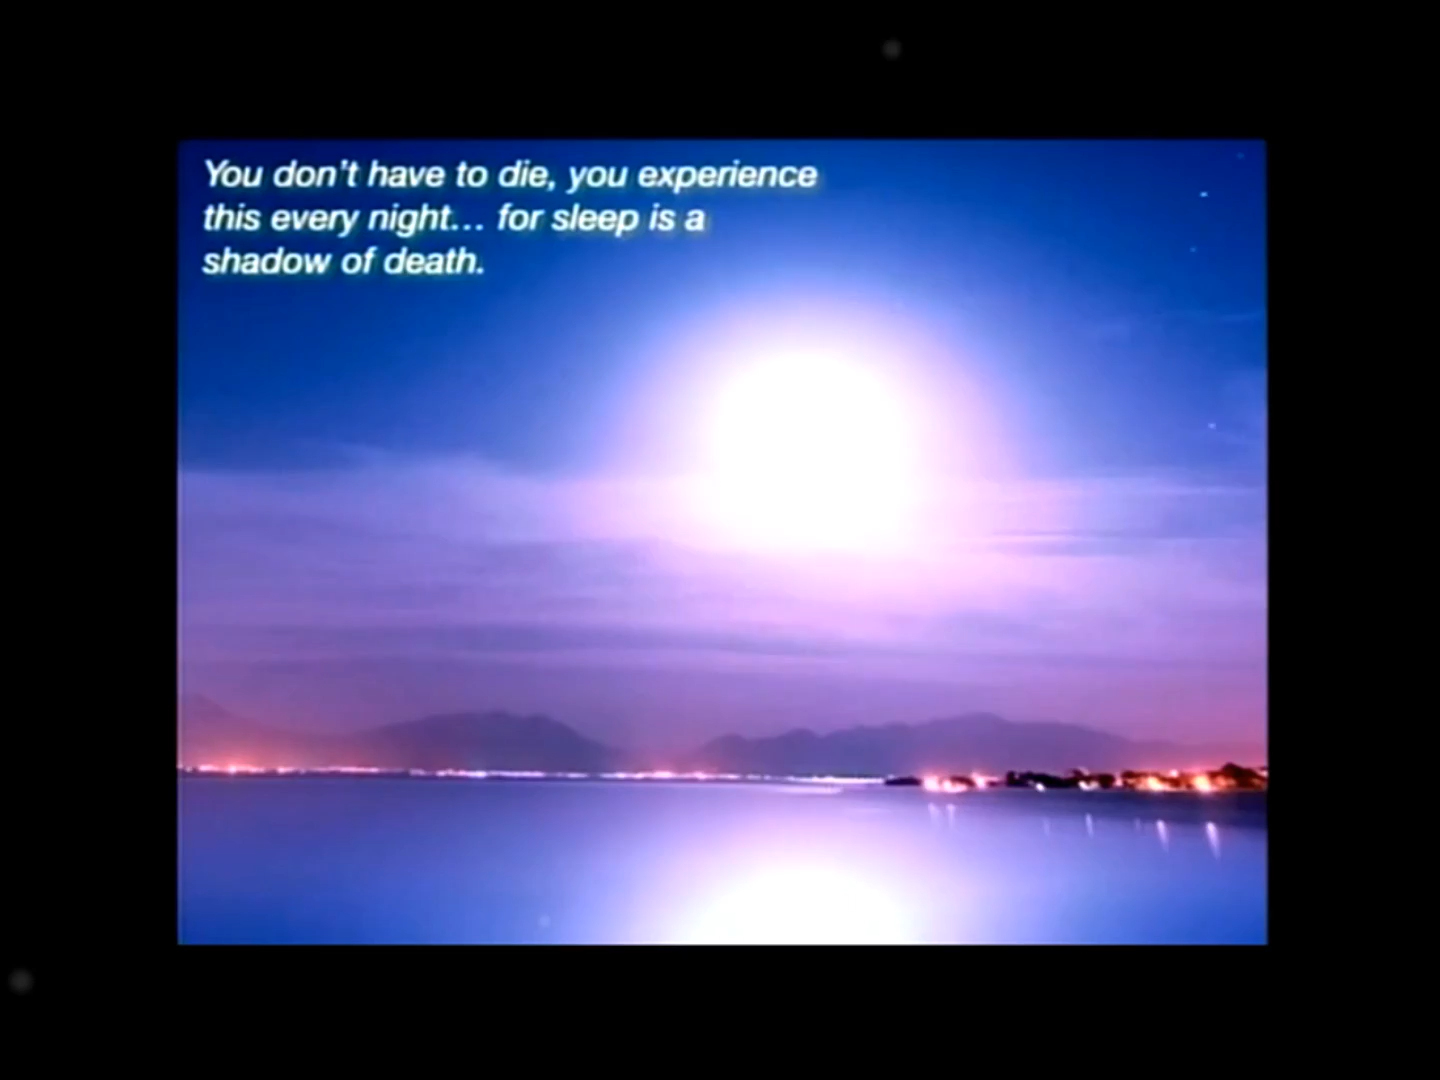 You don't have to die, you experience
this every night... for sleep is a
shadow of death.